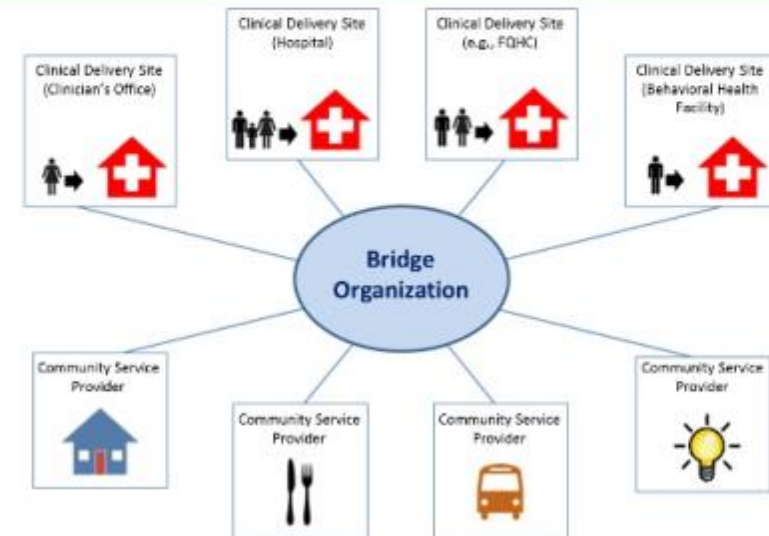 Clinical Delivery Site
(Clinician's Office)
Clinical Delivery Site
(Hospital)
Clinical Delivery Site
(e.g., FQHC)
Clinical Delivery Site
(Behavioral Health
Facility)
Bridge
Organization
Community Service
Provider
Community Service
Provider
Community Service
Provider
Community Service
Provider